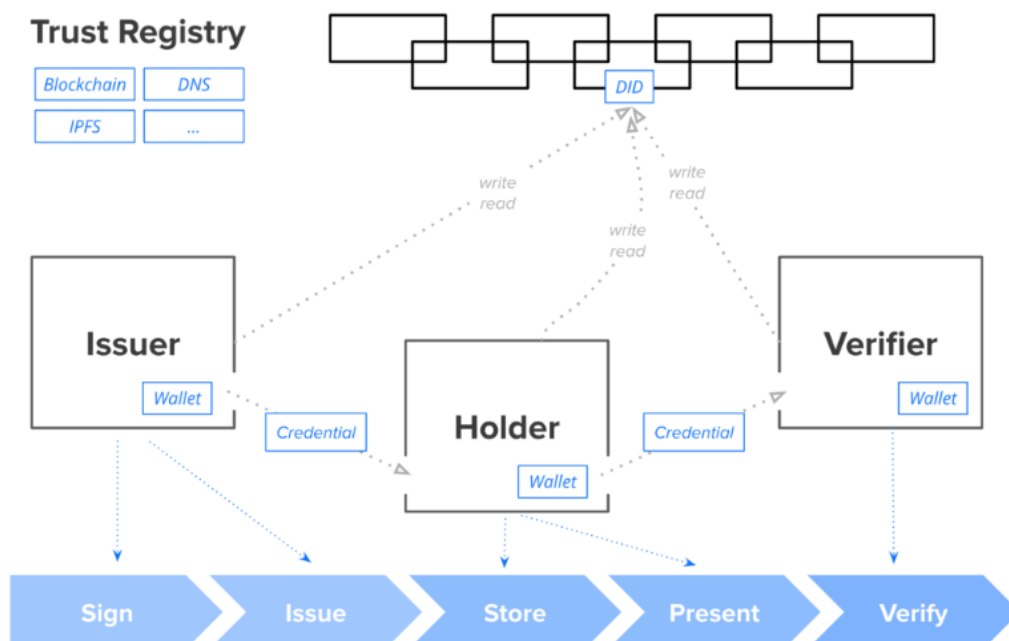 Trust Registry
Blockchain
DNS
IPFS
...
DID
write
read
write
read
write
read
Issuer
Wallet
Credential
Holder
Wallet
Credential
Verifier
Wallet
Sign
Issue
Store
Present
Verify